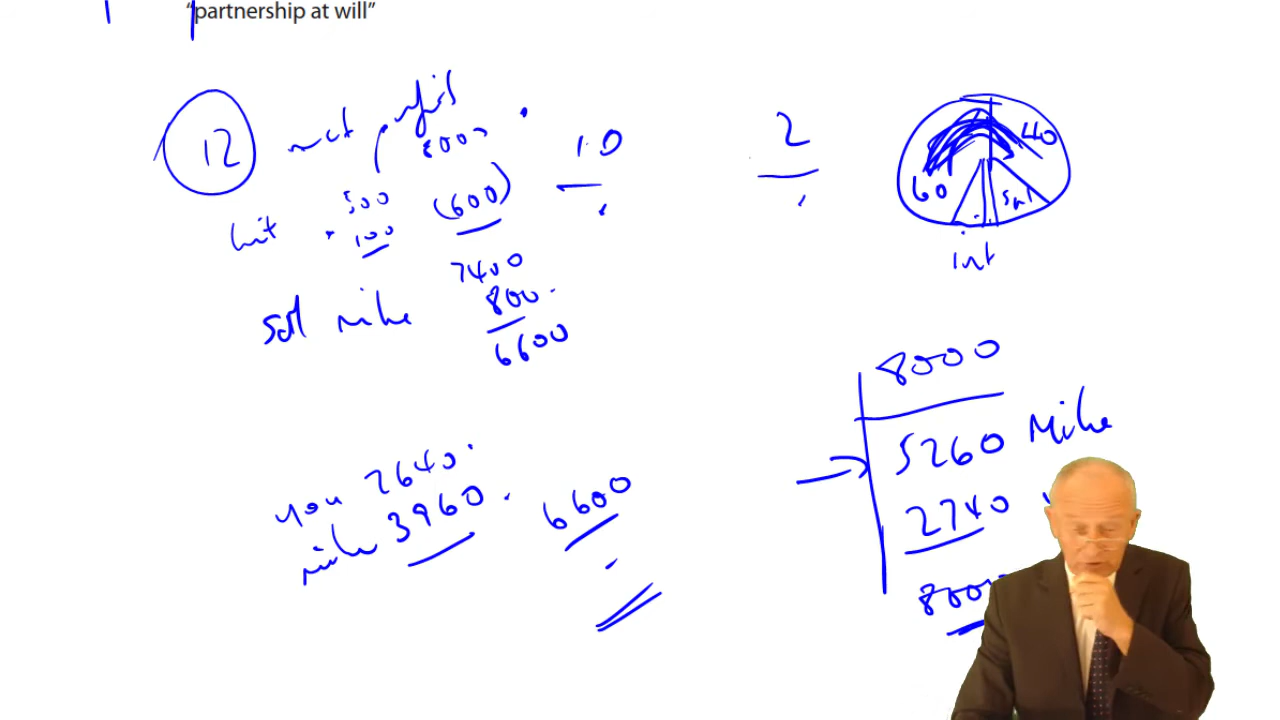 "partnership at will"
12 net profit 8000
int 500 (600)
100
7400
sal mike 800
6600
you 2640
mike 3960 6600
10
2
60 40
sal
int
8000
5260 Mike
2740